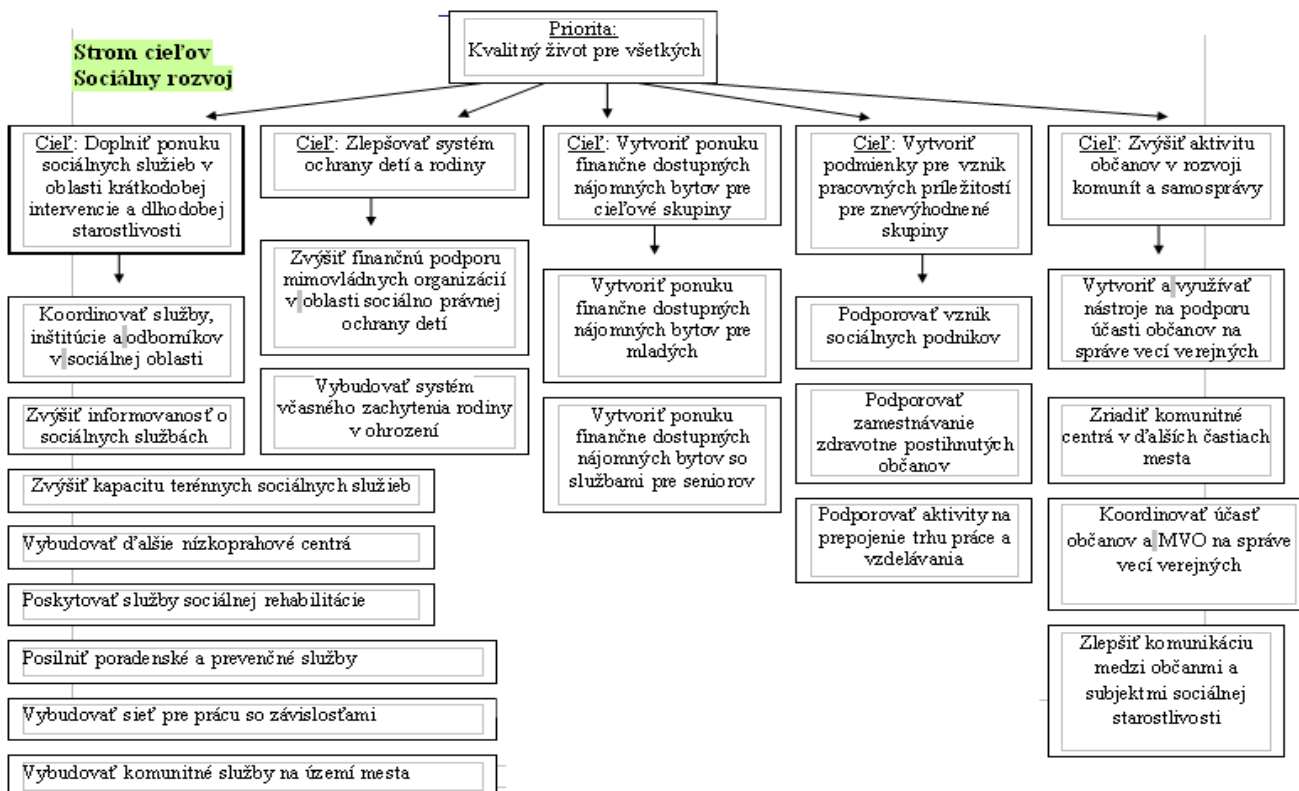 Strom cieľov
Sociálny rozvoj
Priorita:
Kvalitný život pre všetkých
Cieľ: Doplniť ponuku
sociálnych služieb v
oblasti krátkodobej
intervencie a dlhodobej
starostlivosti
Koordinovať služby,
inštitúcie a odborníkov
v sociálnej oblasti
Zvýšiť informovanosť o
sociálnych službách
Zvýšiť kapacitu terénnych sociálnych služieb
Vybudovať ďalšie nízkoprahové centrá
Poskytovať služby sociálnej rehabilitácie
Posilniť poradenské a prevenčné služby
Vybudovať sieť pre prácu so závislosťami
Vybudovať komunitné služby na území mesta
Cieľ: Zlepšovať systém
ochrany detí a rodiny
Zvýšiť finančnú podporu
mimovládnych organizácií
v oblasti sociálno právnej
ochrany detí
Vybudovať systém
včasného zachytenia rodiny
v ohrození
Cieľ: Vytvoriť ponuku
finančne dostupných
nájomných bytov pre
cieľové skupiny
Vytvoriť ponuku
finančne dostupných
nájomných bytov pre
mladých
Vytvoriť ponuku
finančne dostupných
nájomných bytov so
službami pre seniorov
Cieľ: Vytvoriť
podmienky pre vznik
pracovných príležitostí
pre znevýhodnené
skupiny
Podporovať vznik
sociálnych podnikov
Podporovať
zamestnávanie
zdravotne postihnutých
občanov
Podporovať aktivity na
prepojenie trhu práce a
vzdelávania
Cieľ: Zvýšiť aktivitu
občanov v rozvoji
komunít a samosprávy
Vytvoriť a využívať
nástroje na podporu
účasti občanov na
správe vecí verejných
Zriadiť komunitné
centrá v ďalších častiach
mesta
Koordinovať účasť
občanov a MVO na správe
vecí verejných
Zlepšiť komunikáciu
medzi občanmi a
subjektmi sociálnej
starostlivosti